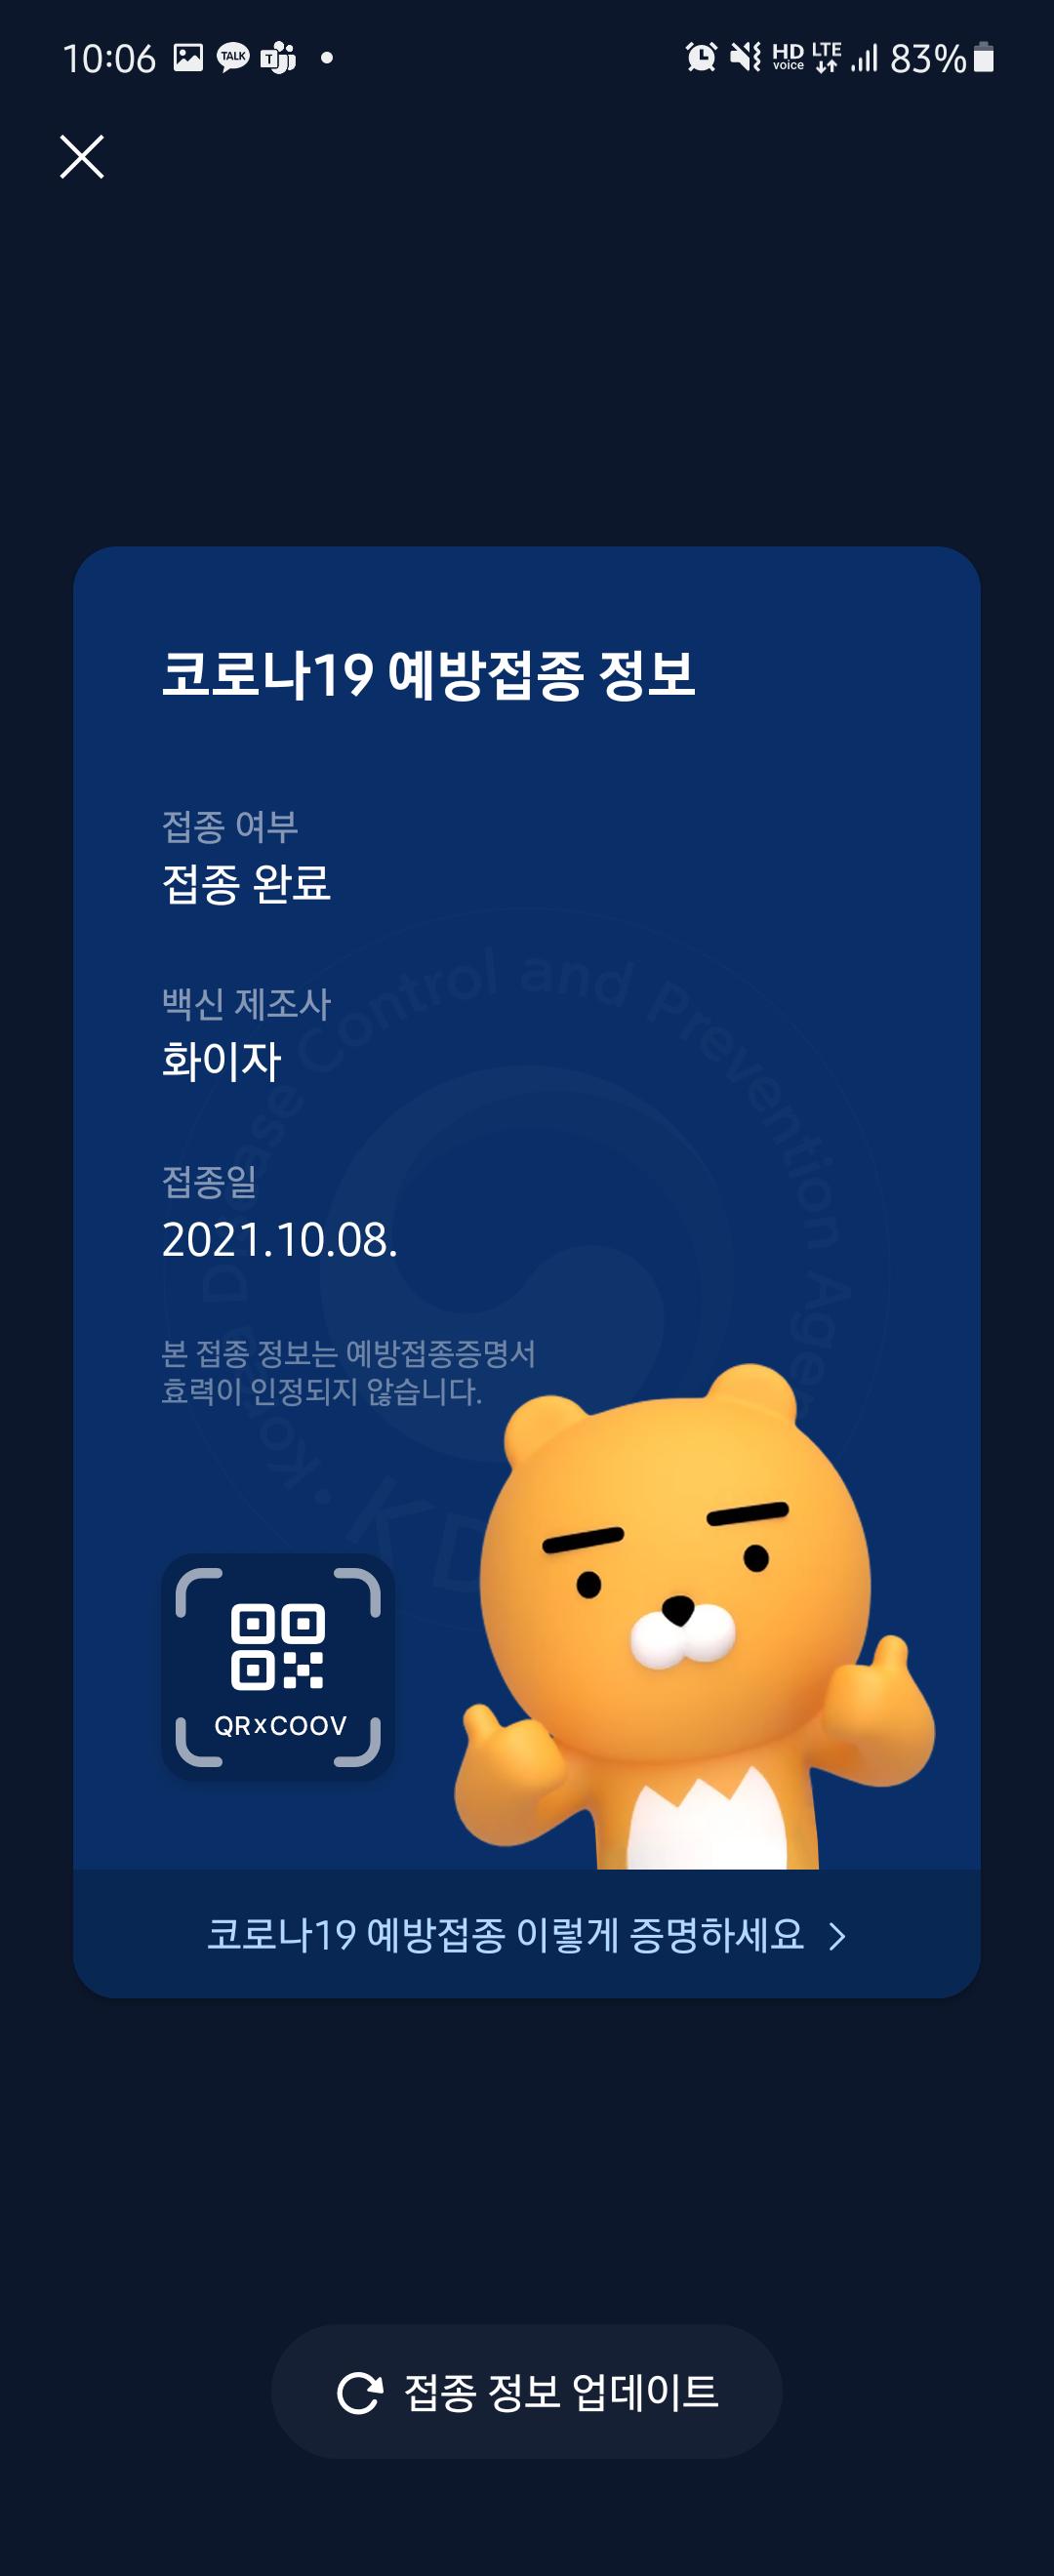 10:06 TALK T HD voice LTE 83%
코로나19 예방접종 정보
접종 여부
접종 완료
백신 제조사
화이자
접종일
2021.10.08.
본 접종 정보는 예방접종증명서
효력이 인정되지 않습니다.
Disease Control and Prevention
QR×COOV
코로나19 예방접종 이렇게 증명하세요
접종 정보 업데이트